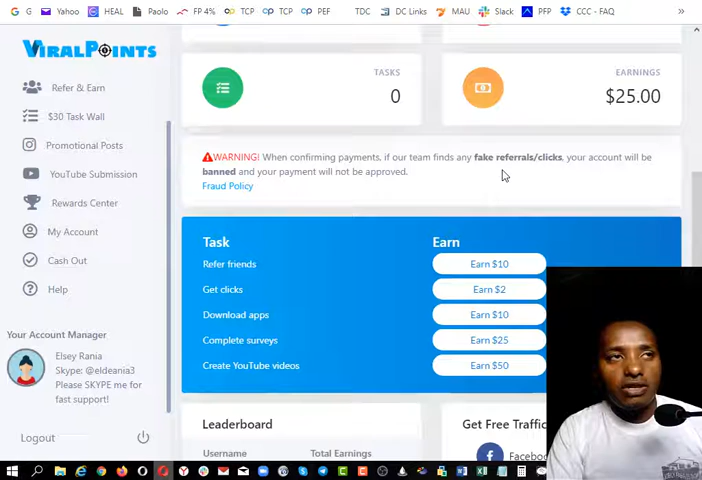 G G Yahoo HEAL Paolo FP 4% TCP TCP PEF TDC DC Links MAU Slack PFP CCC - FAQ »
VIRALPOINTS
Refer & Earn
$30 Task Wall
Promotional Posts
YouTube Submission
Rewards Center
My Account
Cash Out
Help
Your Account Manager
Elsey Rania
Skype: @eldeania3
Please SKYPE me for
fast support!
Logout
TASKS
0
EARNINGS
$25.00
WARNING! When confirming payments, if our team finds any fake referrals/clicks, your account will be
banned and your payment will not be approved.
Fraud Policy
Task Earn
Refer friends Earn $10
Get clicks Earn $2
Download apps Earn $10
Complete surveys Earn $25
Create YouTube videos Earn $50
Leaderboard
Username Total Earnings
Get Free Traffic